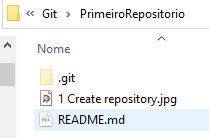 « Git > PrimeiroRepositorio
Nome
.git
1 Create repository.jpg
README.md